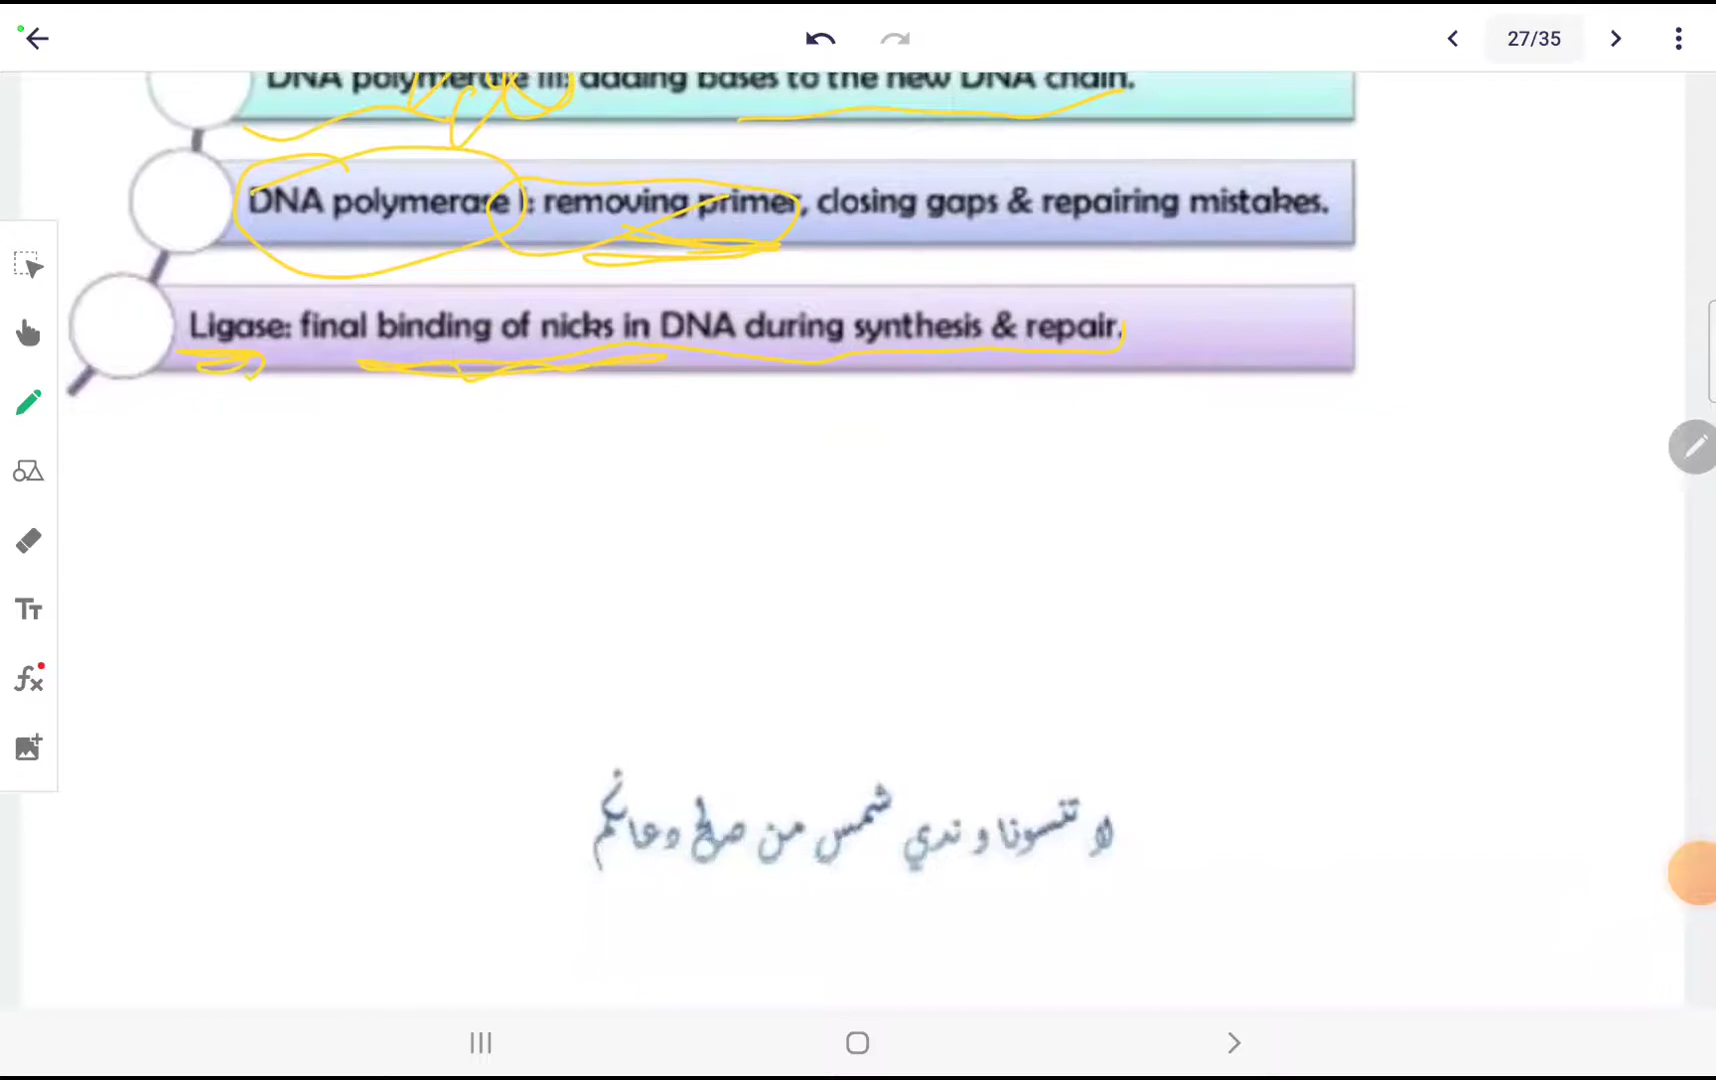 27/35
DNA polymerase III: adding bases to the new DNA chain.
DNA polymerase I: removing primer, closing gaps & repairing mistakes.
Ligase: final binding of nicks in DNA during synthesis & repair.
لا تنسونا و ندي شمس من صالح دعائكم